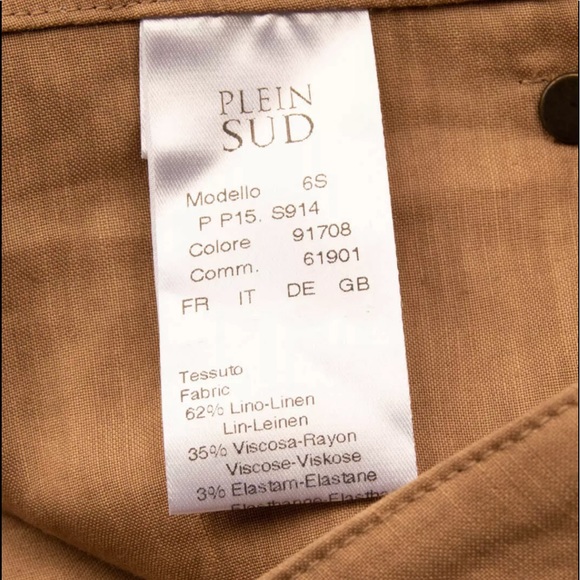 PLEIN
SUD
Modello 6S
P P15. S914
Colore 91708
Comm. 61901
FR IT DE GB
Tessuto
Fabric
62% Lino-Linen
Lin-Leinen
35% Viscosa-Rayon
Viscose-Viskose
3% Elastam-Elastane